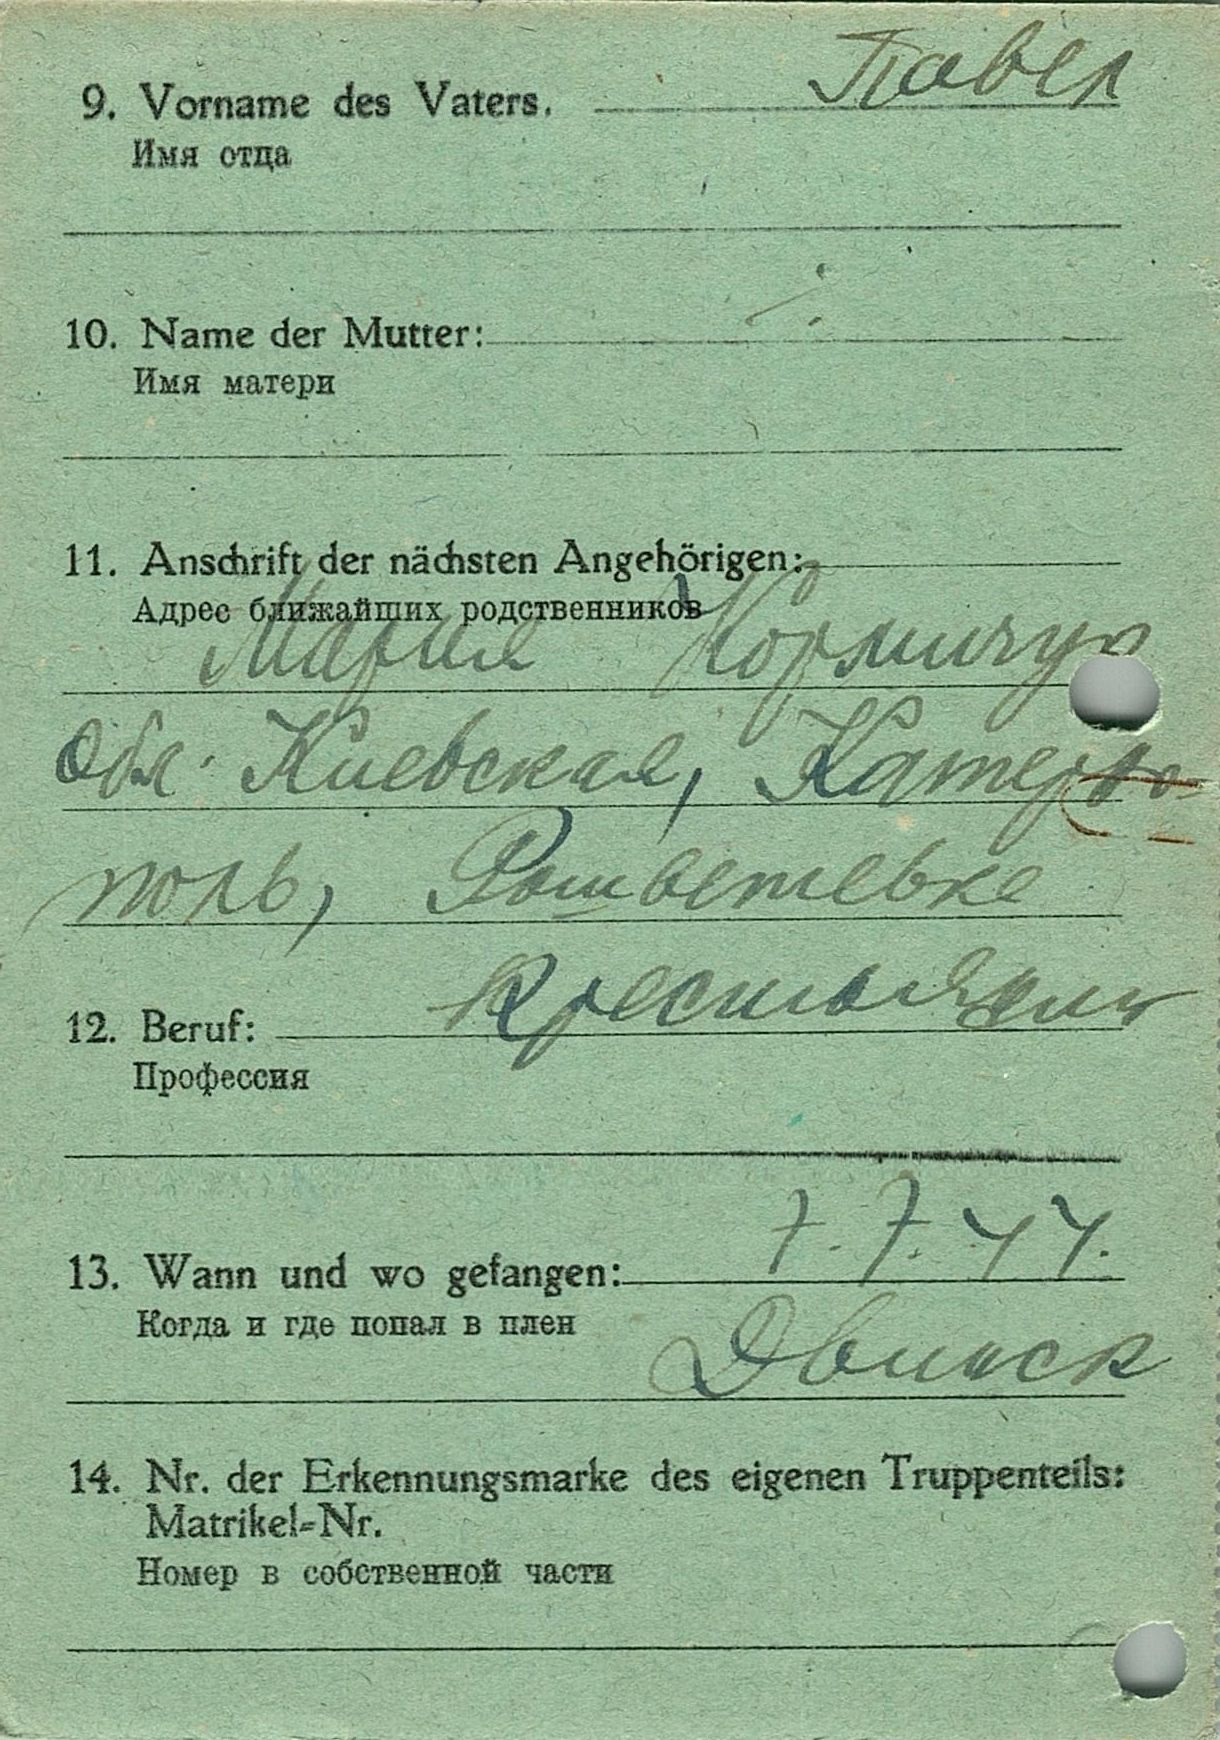 9. Vorname des Vaters. Павел
Имя отца
10. Name der Mutter: ·/.
Имя матери
11. Anschrift der nächsten Angehörigen:
Адрес ближайших родственников
Мария Кормичук
Обл. Киевская, Катеро-
поль,
12. Beruf: крестьянин
Профессия
13. Wann und wo gefangen: 7.7.44.
Когда и где попал в плен
Двинск
14. Nr. der Erkennungsmarke des eigenen Truppenteils:
Matrikel-Nr.
Номер в собственной части